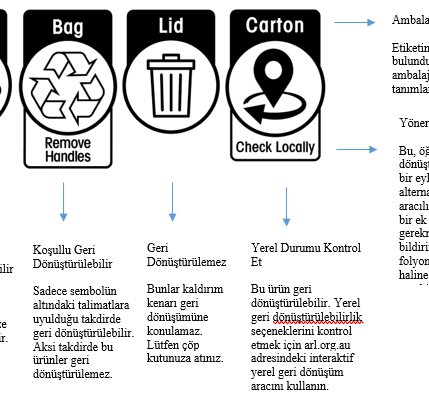 Bag
Lid
Carton
Remove
Handles
Check Locally
Koşullu Geri
Dönüştürülebilir
Sadece sembolün
altındaki talimatlara
uyulduğu takdirde
geri dönüştürülebilir.
Aksi takdirde bu
ürünler geri
dönüştürülemez.
Geri
Dönüştürülemez
Bunlar kaldırım
kenarı geri
dönüşümüne
konulamaz.
Lütfen çöp
kutunuza atınız.
Yerel Durumu Kontrol
Et
Bu ürün geri
dönüştürülebilir. Yerel
geri dönüştürülebilirlik
seçeneklerini kontrol
etmek için arl.org.au
adresindeki interaktif
yerel geri dönüşüm
aracını kullanın.
Ambala
Etiketin
bulundu
ambalaj
tanımla
Yöner
Bu, öğ
dönüşt
bir eyl
alterna
aracılı
bir ek
gerekr
bildiri
folyon
haline